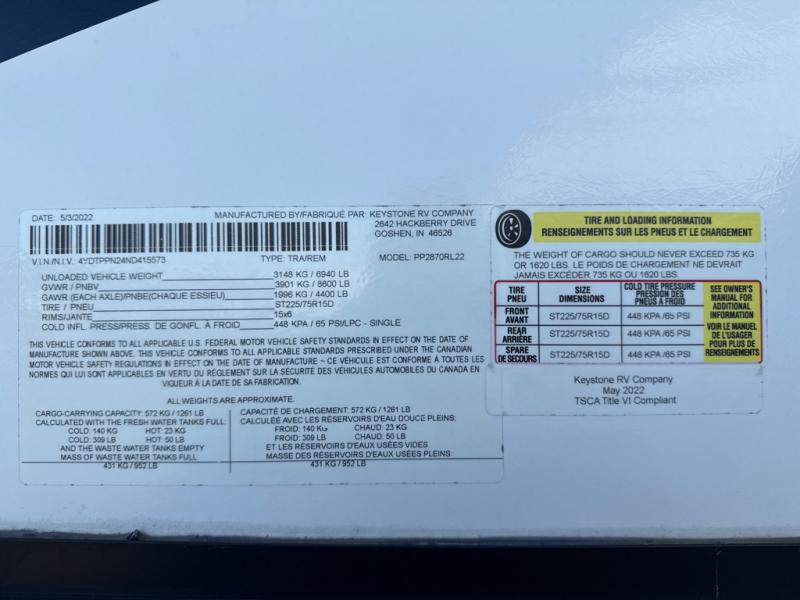 DATE: 5/3/2022
MANUFACTURED BY/FABRIQUÉ PAR: KEYSTONE RV COMPANY
2642 HACKBERRY DRIVE
GOSHEN, IN 46526
V.I.N./N.I.V.: 4YDTPPN24ND415573 TYPE: TRA/REM MODEL: PP2870RL22
UNLOADED VEHICLE WEIGHT 3148 KG / 6940 LB
GVWR / PNBV 3901 KG / 8600 LB
GAWR (EACH AXLE)/PNBE(CHAQUE ESSIEU) 1996 KG / 4400 LB
TIRE / PNEU ST225/75R15D
RIMS/JANTE 15x6
COLD INFL. PRESS/PRESS. DE GONFL. À FROID 448 KPA / 65 PSI/LPC - SINGLE
THIS VEHICLE CONFORMS TO ALL APPLICABLE U.S. FEDERAL MOTOR VEHICLE SAFETY STANDARDS IN EFFECT ON THE DATE OF
MANUFACTURE SHOWN ABOVE. THIS VEHICLE CONFORMS TO ALL APPLICABLE STANDARDS PRESCRIBED UNDER THE CANADIAN
MOTOR VEHICLE SAFETY REGULATIONS IN EFFECT ON THE DATE OF MANUFACTURE ~ CE VÉHICULE EST CONFORME À TOUTES LES
NORMES QUI LUI SONT APPLICABLES EN VERTU DU RÈGLEMENT SUR LA SÉCURITÉ DES VÉHICULES AUTOMOBILES DU CANADA EN
VIGUEUR À LA DATE DE SA FABRICATION.
ALL WEIGHTS ARE APPROXIMATE.
CARGO-CARRYING CAPACITY: 572 KG / 1261 LB
CALCULATED WITH THE FRESH WATER TANKS FULL:
COLD: 140 KG HOT: 23 KG
COLD: 309 LB HOT: 50 LB
AND THE WASTE WATER TANKS EMPTY
MASS OF WASTE WATER TANKS FULL:
431 KG / 952 LB
CAPACITÉ DE CHARGEMENT: 572 KG / 1261 LB
CALCULÉE AVEC LES RÉSERVOIRS D'EAU DOUCE PLEINS:
FROID: 140 KG CHAUD: 23 KG
FROID: 309 LB CHAUD: 50 LB
ET LES RÉSERVOIRS D'EAUX USÉES VIDES
MASSE DES RÉSERVOIRS D'EAUX USÉES PLEINS:
431 KG / 952 LB
TIRE AND LOADING INFORMATION
RENSEIGNEMENTS SUR LES PNEUS ET LE CHARGEMENT
THE WEIGHT OF CARGO SHOULD NEVER EXCEED 735 KG
OR 1620 LBS. LE POIDS DE CHARGEMENT NE DEVRAIT
JAMAIS EXCÉDER 735 KG OU 1620 LBS.
TIRE
PNEU
SIZE
DIMENSIONS
COLD TIRE PRESSURE
PRESSION DES
PNEUS À FROID
FRONT
AVANT
ST225/75R15D 448 KPA /65 PSI
REAR
ARRIÈRE
ST225/75R15D 448 KPA /65 PSI
SPARE
DE SECOURS
ST225/75R15D 448 KPA /65 PSI
SEE OWNER'S
MANUAL FOR
ADDITIONAL
INFORMATION
VOIR LE MANUEL
DE L'USAGER
POUR PLUS DE
RENSEIGNEMENTS
Keystone RV Company
May 2022
TSCA Title VI Compliant